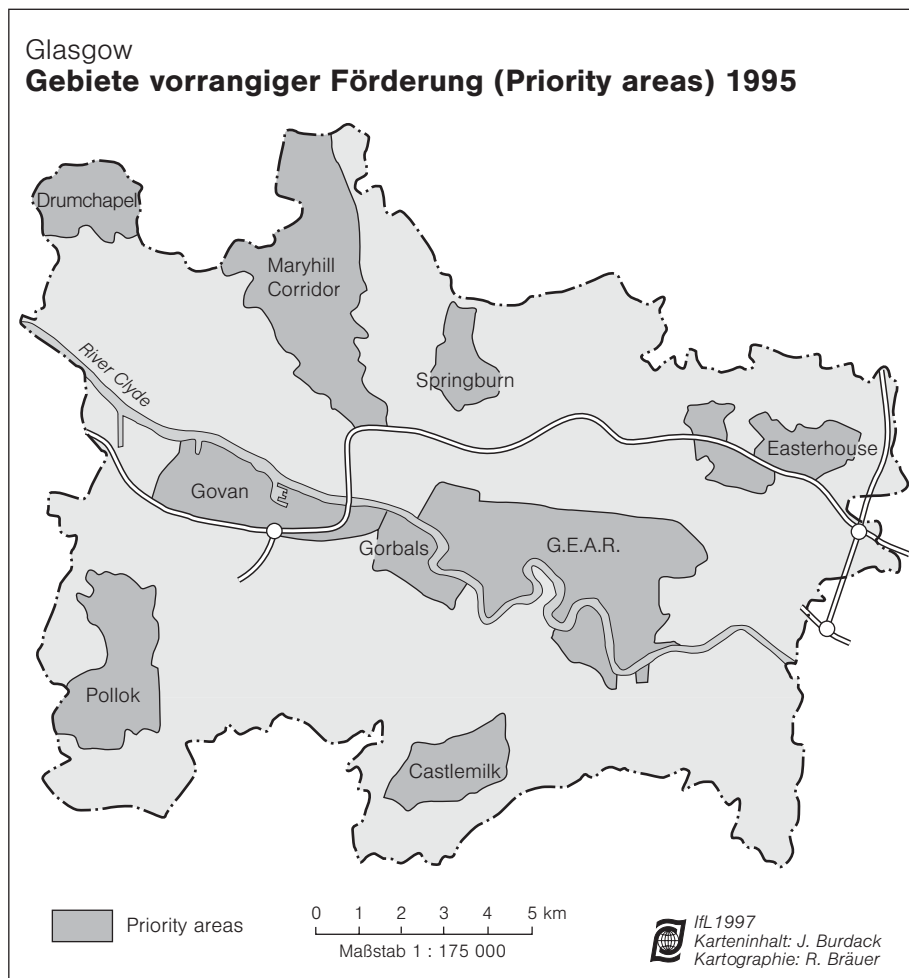 Glasgow
Gebiete vorrangiger Förderung (Priority areas) 1995
Drumchapel
Maryhill
Corridor
River Clyde
Springburn
Easterhouse
Govan
Gorbals
G.E.A.R.
Pollok
Castlemilk
Priority areas
0 1 2 3 4 5 km
Maßstab 1 : 175 000
IfL1997
Karteninhalt: J. Burdack
Kartographie: R. Bräuer